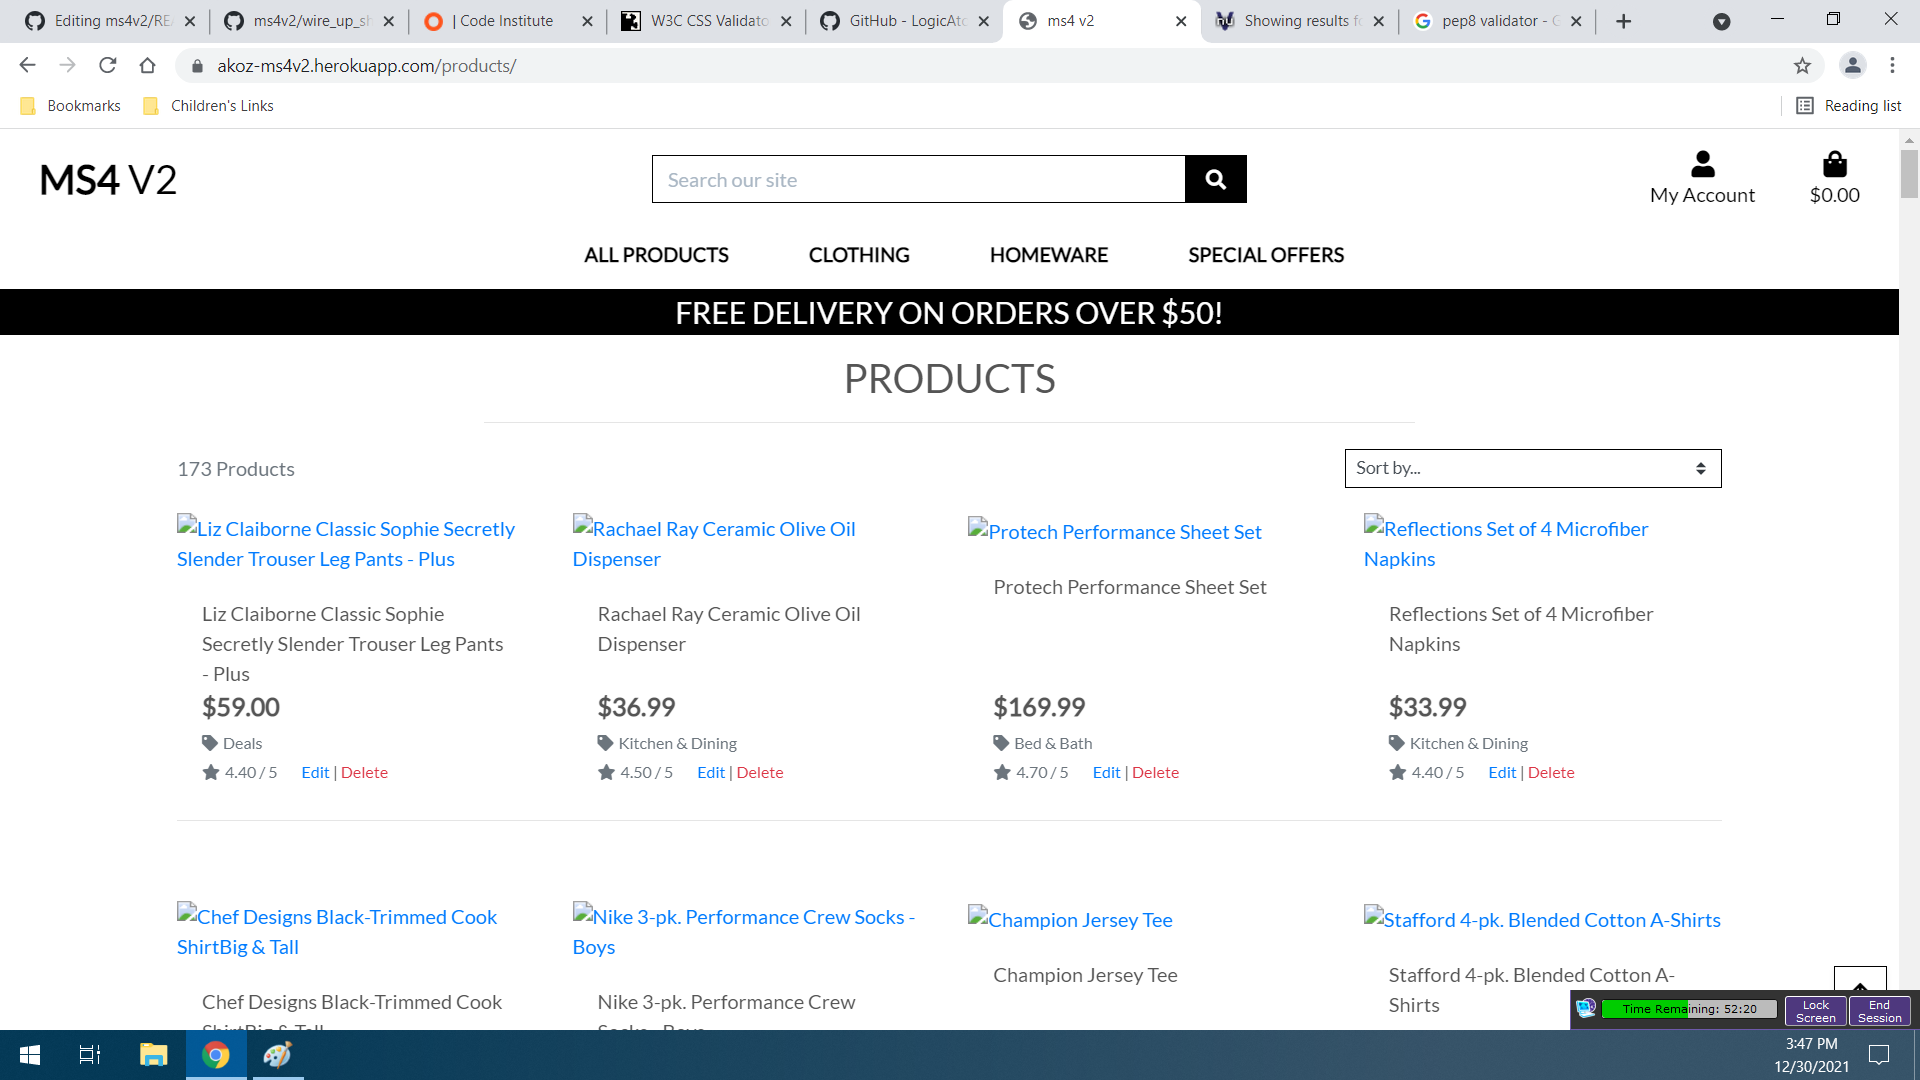 Editing ms4v2/REA
ms4v2/wire_up_sh
| Code Institute
W3C CSS Validato
GitHub - LogicAto
ms4 v2
Showing results fo
pep8 validator - G
akoz-ms4v2.herokuapp.com/products/
Bookmarks
Children's Links
Reading list
MS4 V2
Search our site
My Account
$0.00
ALL PRODUCTS
CLOTHING
HOMEWARE
SPECIAL OFFERS
FREE DELIVERY ON ORDERS OVER $50!
PRODUCTS
173 Products
Sort by...
Liz Claiborne Classic Sophie Secretly
Slender Trouser Leg Pants - Plus
Liz Claiborne Classic Sophie
Secretly Slender Trouser Leg Pants
- Plus
$59.00
Deals
4.40 / 5 Edit | Delete
Rachael Ray Ceramic Olive Oil
Dispenser
Rachael Ray Ceramic Olive Oil
Dispenser
$36.99
Kitchen & Dining
4.50 / 5 Edit | Delete
Protech Performance Sheet Set
Protech Performance Sheet Set
$169.99
Bed & Bath
4.70 / 5 Edit | Delete
Reflections Set of 4 Microfiber
Napkins
Reflections Set of 4 Microfiber
Napkins
$33.99
Kitchen & Dining
4.40 / 5 Edit | Delete
Chef Designs Black-Trimmed Cook
ShirtBig & Tall
Chef Designs Black-Trimmed Cook
ShirtBig & Tall
Nike 3-pk. Performance Crew Socks -
Boys
Nike 3-pk. Performance Crew
Socks - Boys
Champion Jersey Tee
Champion Jersey Tee
Stafford 4-pk. Blended Cotton A-Shirts
Stafford 4-pk. Blended Cotton A-
Shirts
Time Remaining: 52:20
Lock
Screen
End
Session
3:47 PM
12/30/2021